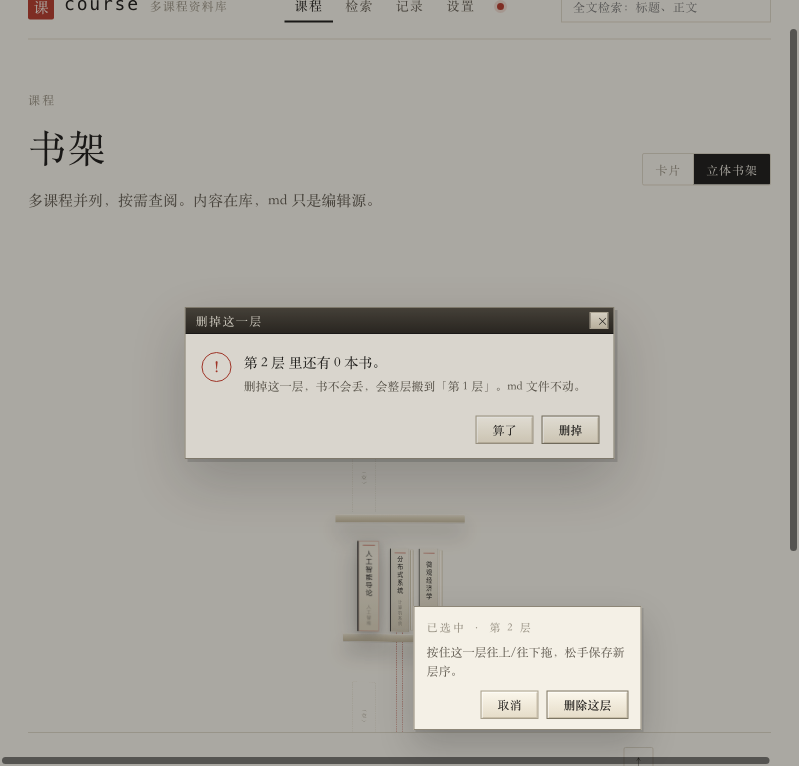 课 course 多课程资料库 课程 检索 记录 设置 全文检索：标题、正文
课程
书架
卡片 立体书架
多课程并列，按需查阅。内容在库，md 只是编辑源。
删掉这一层
!
第 2 层 里还有 0 本书。
删掉这一层，书不会丢，会整层搬到「第 1 层」。md 文件不动。
算了 删掉
人工智能导论
分布式系统
微观经济学
已选中 · 第 2 层
按住这一层往上/往下拖，松手保存新
层序。
取消 删除这层
↑